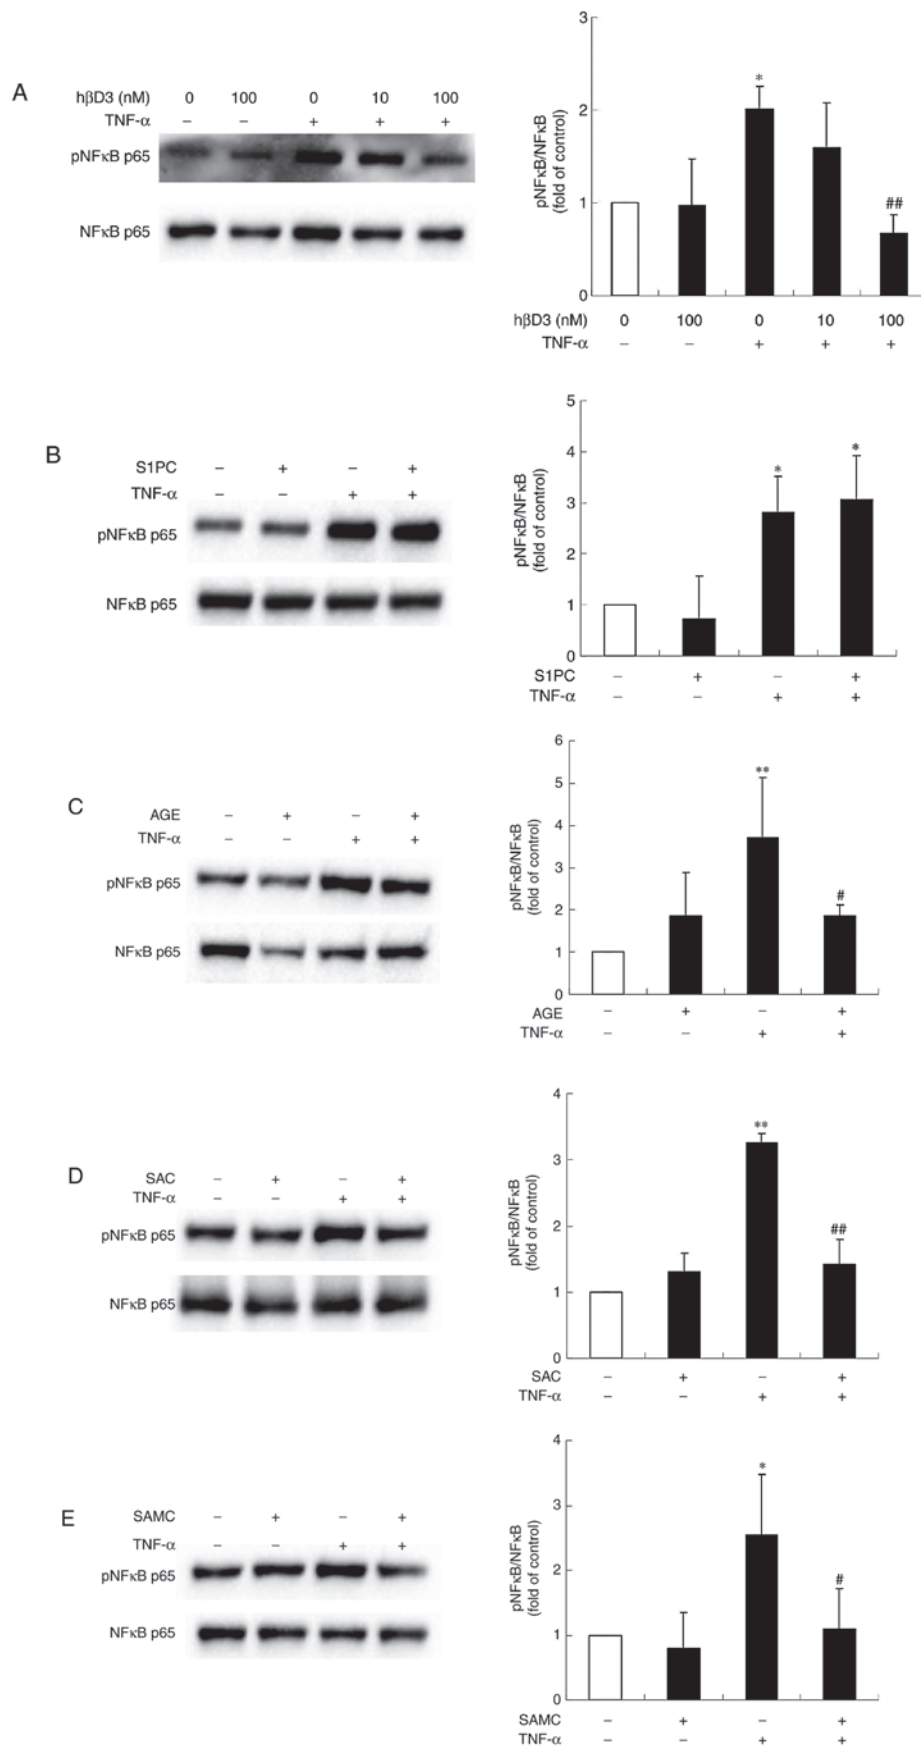 A
hβD3 (nM) 0 100 0 10 100
TNF-α – – + + +
pNFκB p65
NFκB p65
pNFκB/NFκB
(fold of control)
3
2
1
0
*
##
hβD3 (nM) 0 100 0 10 100
TNF-α – – + + +
B
S1PC – + – +
TNF-α – – + +
pNFκB p65
NFκB p65
pNFκB/NFκB
(fold of control)
5
4
3
2
1
0
*
*
S1PC – + – +
TNF-α – – + +
C
AGE – + – +
TNF-α – – + +
pNFκB p65
NFκB p65
pNFκB/NFκB
(fold of control)
6
5
4
3
2
1
0
**
#
AGE – + – +
TNF-α – – + +
D
SAC – + – +
TNF-α – – + +
pNFκB p65
NFκB p65
pNFκB/NFκB
(fold of control)
4
3
2
1
0
**
##
SAC – + – +
TNF-α – – + +
E
SAMC – + – +
TNF-α – – + +
pNFκB p65
NFκB p65
pNFκB/NFκB
(fold of control)
4
3
2
1
0
*
#
SAMC – + – +
TNF-α – – + +